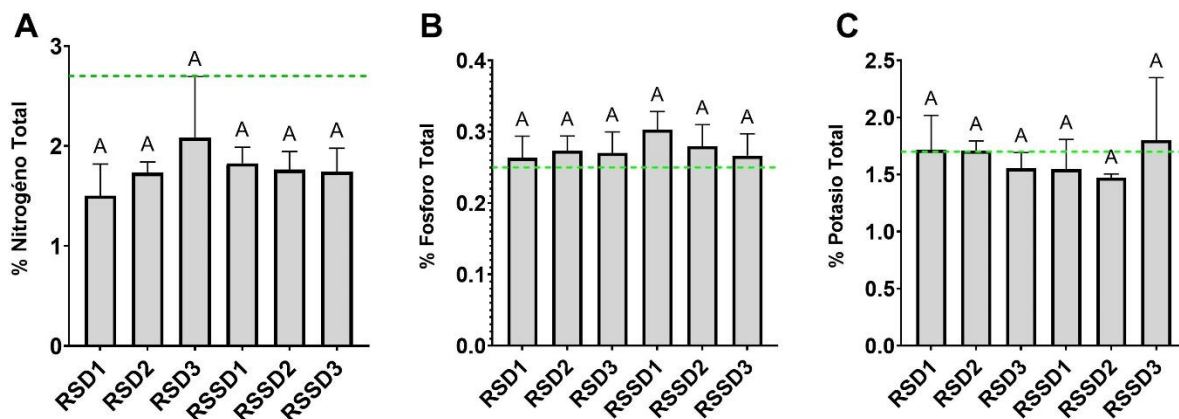 A
% Nitrogéno Total
3
2
1
0
A
A
A
A
A
A
RSD1
RSD2
RSD3
RSSD1
RSSD2
RSSD3
B
% Fosforo Total
0.4
0.3
0.2
0.1
0.0
A
A
A
A
A
A
RSD1
RSD2
RSD3
RSSD1
RSSD2
RSSD3
C
% Potasio Total
2.5
2.0
1.5
1.0
0.5
0.0
A
A
A
A
A
A
RSD1
RSD2
RSD3
RSSD1
RSSD2
RSSD3